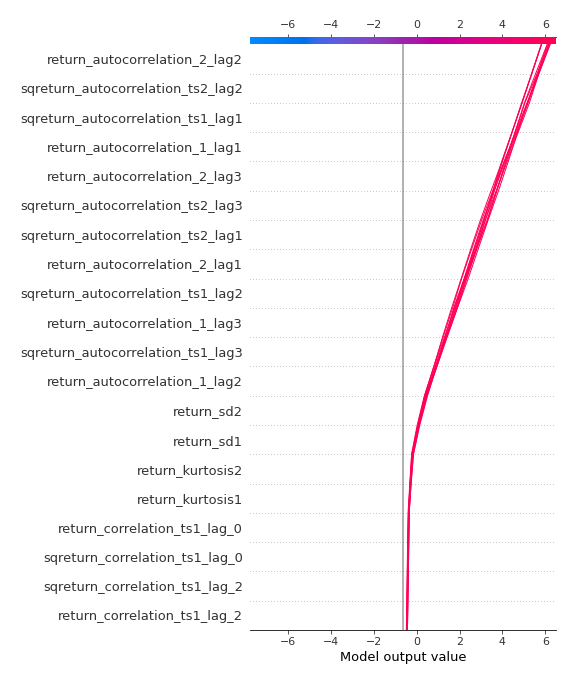 −6 −4 −2 0 2 4 6
return_autocorrelation_2_lag2
sqreturn_autocorrelation_ts2_lag2
sqreturn_autocorrelation_ts1_lag1
return_autocorrelation_1_lag1
return_autocorrelation_2_lag3
sqreturn_autocorrelation_ts2_lag3
sqreturn_autocorrelation_ts2_lag1
return_autocorrelation_2_lag1
sqreturn_autocorrelation_ts1_lag2
return_autocorrelation_1_lag3
sqreturn_autocorrelation_ts1_lag3
return_autocorrelation_1_lag2
return_sd2
return_sd1
return_kurtosis2
return_kurtosis1
return_correlation_ts1_lag_0
sqreturn_correlation_ts1_lag_0
sqreturn_correlation_ts1_lag_2
return_correlation_ts1_lag_2
−6 −4 −2 0 2 4 6
Model output value